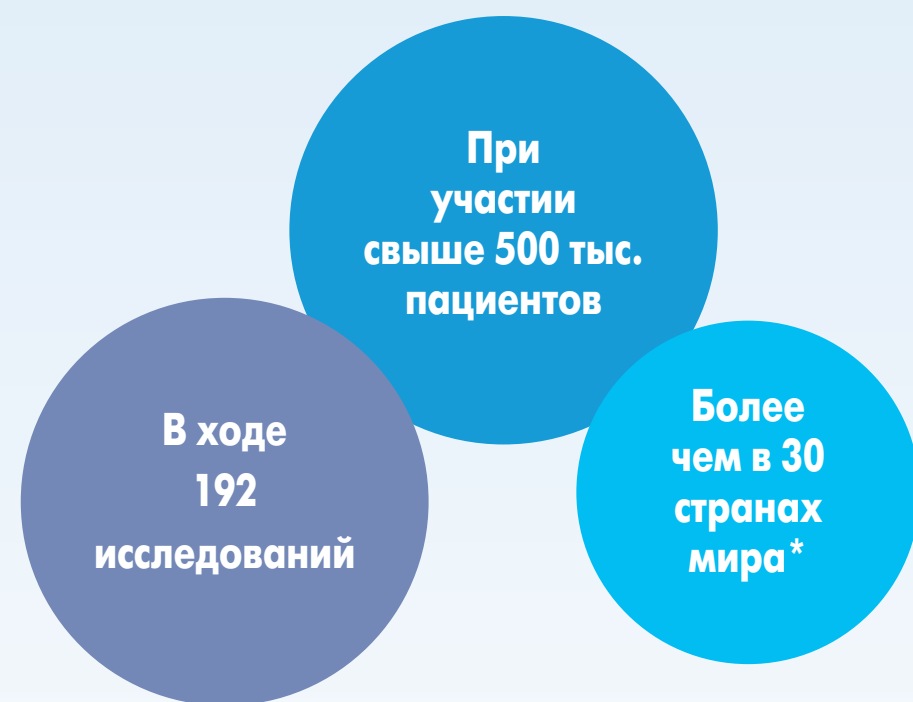 При
участии
свыше 500 тыс.
пациентов
В ходе
192
исследований
Более
чем в 30
странах
мира*